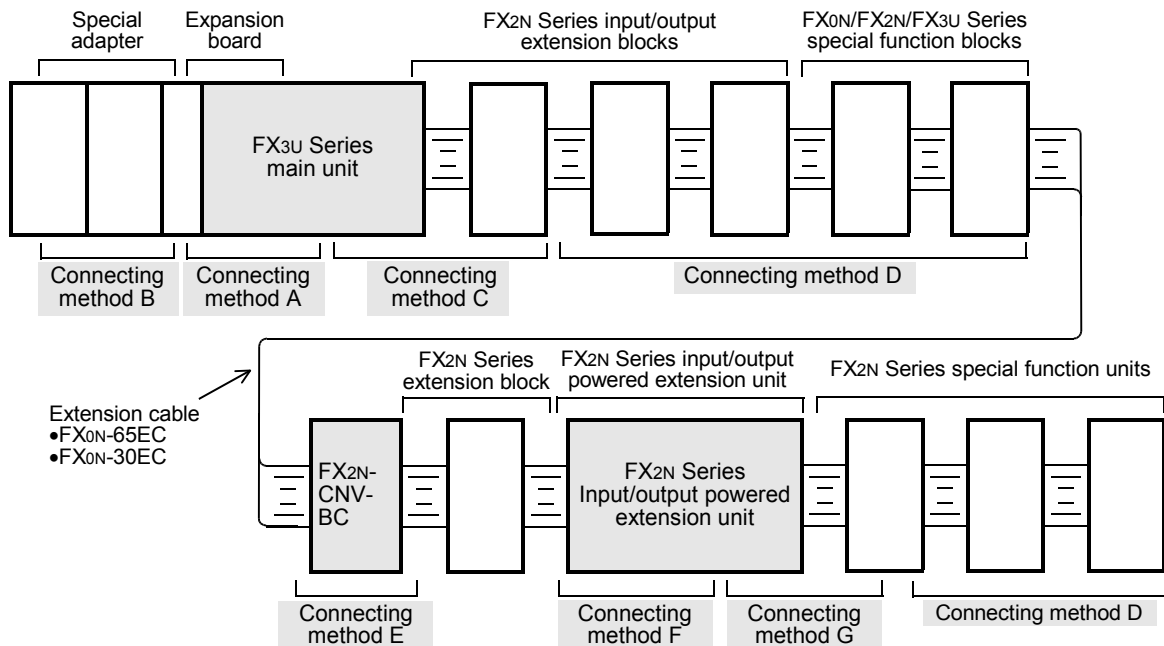 Special
adapter
Expansion
board
FX2N Series input/output
extension blocks
FX0N/FX2N/FX3U Series
special function blocks
FX3U Series
main unit
Connecting
method B
Connecting
method A
Connecting
method C
Connecting method D
Extension cable
•FX0N-65EC
•FX0N-30EC
FX2N Series
extension block
FX2N Series input/output
powered extension unit
FX2N Series special function units
FX2N-
CNV-
BC
FX2N Series
Input/output powered
extension unit
Connecting
method E
Connecting
method F
Connecting
method G
Connecting method D